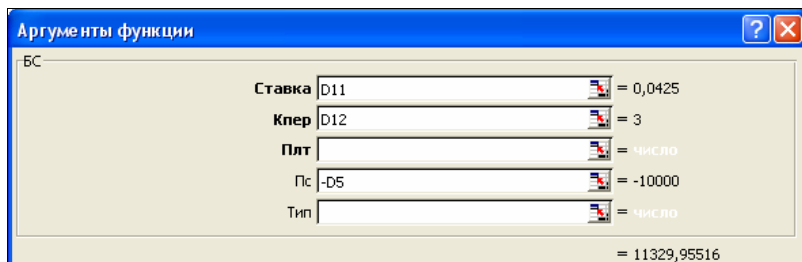 Аргументы функции
БС
Ставка D11 = 0,0425
Кпер D12 = 3
Плт = число
Пс -D5 = -10000
Тип = число
= 11329,95516